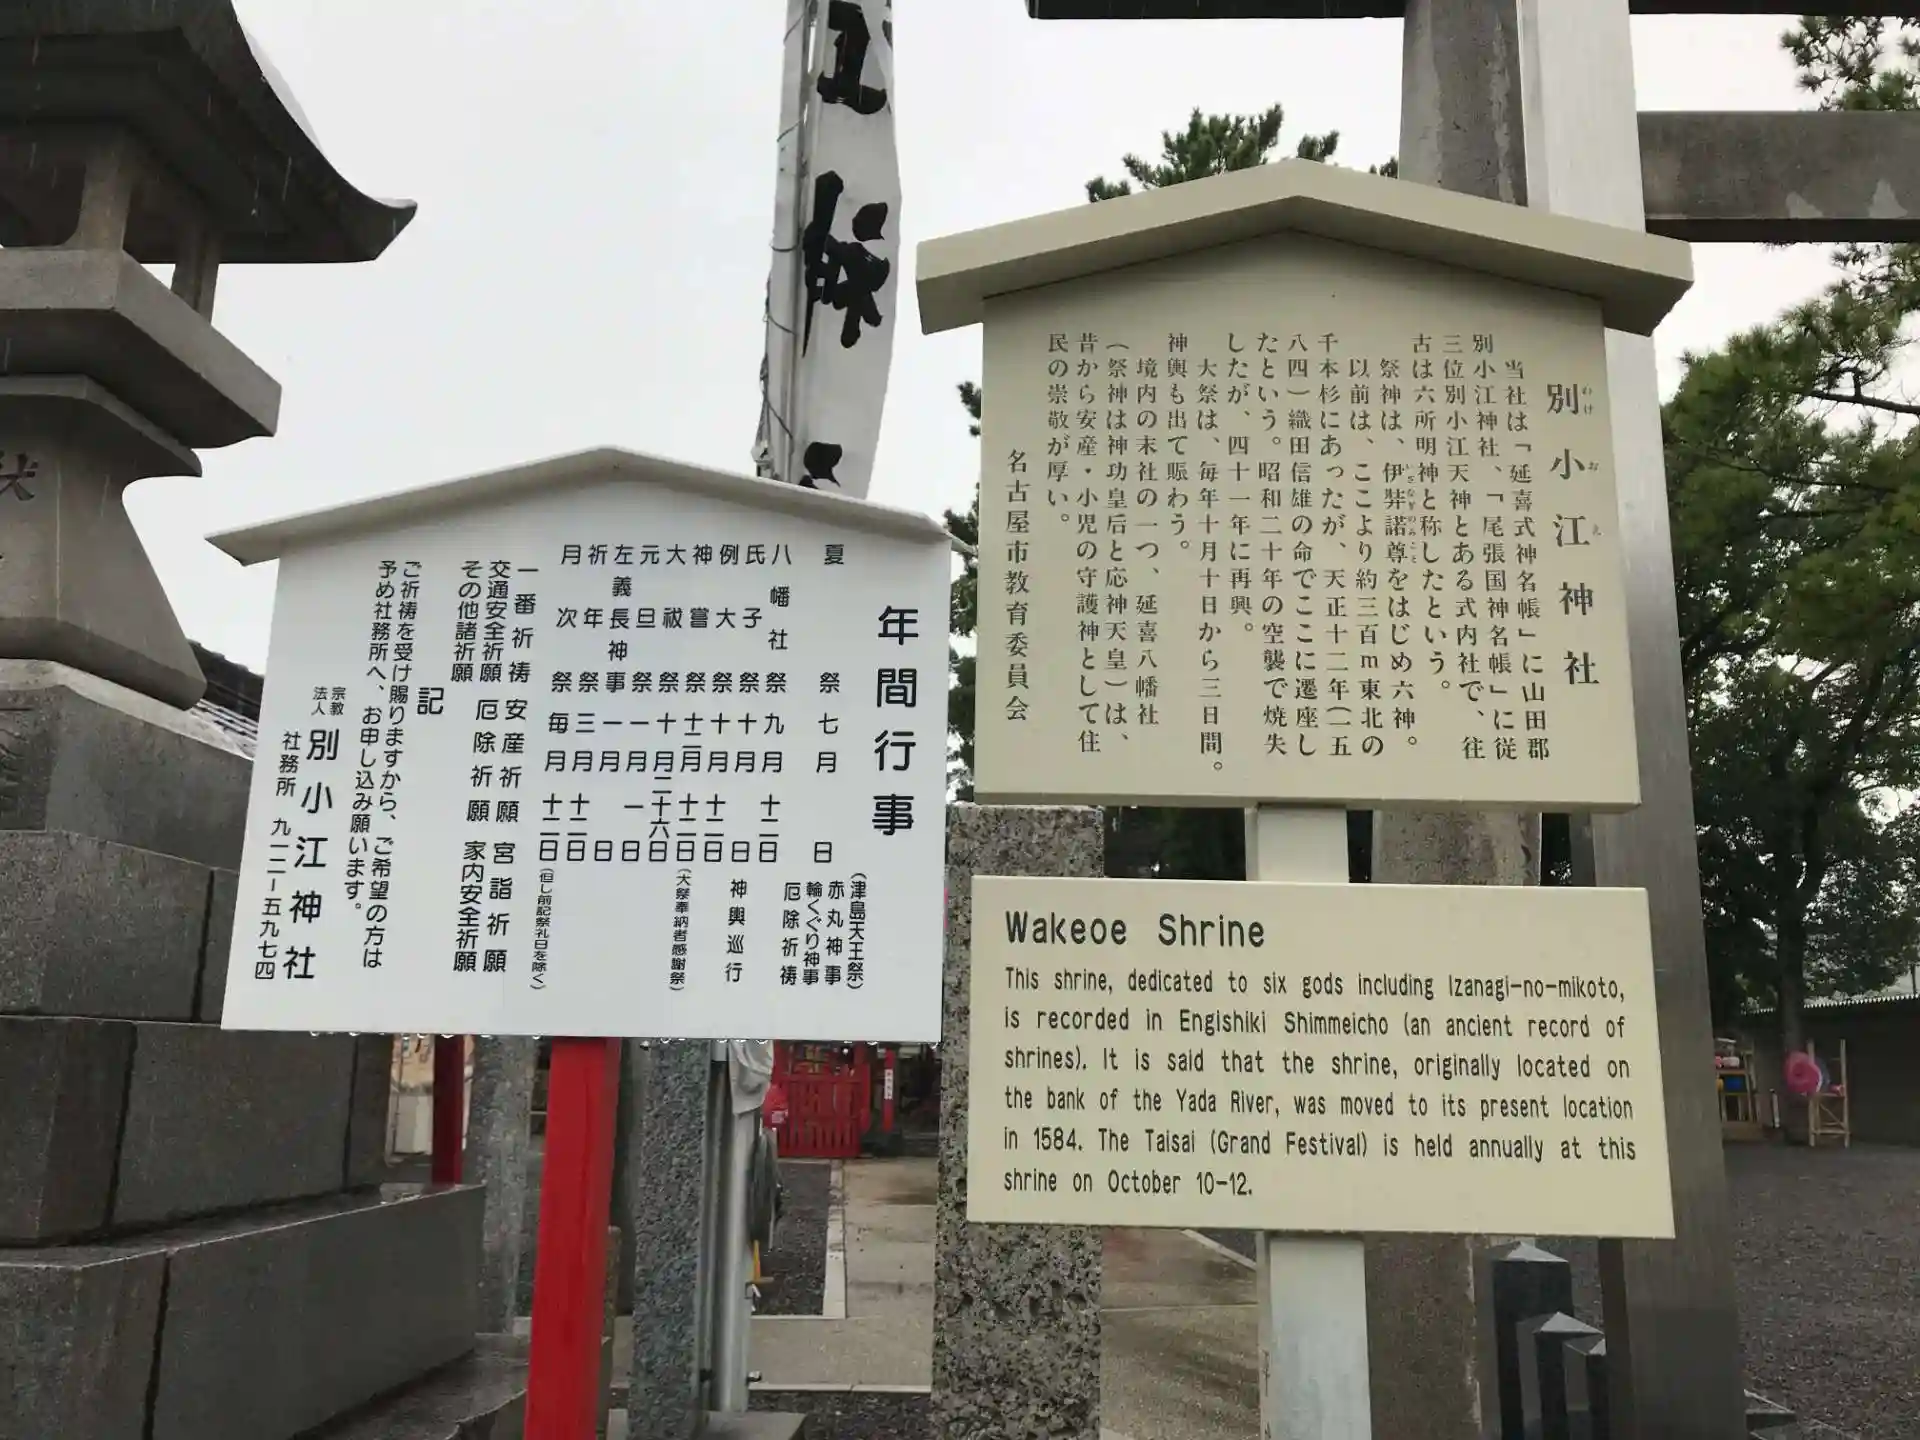 年間行事
夏祭 七月 日
(津島天王祭)
赤丸神事
輪くぐり神事
厄除祈祷
八幡社祭 九月十二日
氏子祭 十月 日 神輿巡行
例大祭 十月十二日
神嘗祭 十二月十二日 (大祭奉納者感謝祭)
大祓祭 十月二十六日
元旦祭 一月一日
左義長神事 一月 日
祈年祭 三月十二日
月次祭 毎月十二日 (但し前記祭礼日を除く)
一番祈祷 安産祈願 宮詣祈願
交通安全祈願 厄除祈願 家内安全祈願
その他諸祈願
記
ご祈祷を受け賜りますから、ご希望の方は
予め社務所へ、お申し込み願います。
宗教法人 別小江神社
社務所 九一二-五九七四
別小江神社
わけ お え
当社は「延喜式神名帳」に山田郡
別小江神社、「尾張国神名帳」に従
三位別小江天神とある式内社で、往
古は六所明神と称したという。
祭神は、伊弉諾尊をはじめ六神。
いざなぎのみこと
以前は、ここより約三百m東北の
千本杉にあったが、天正十二年(一五
八四)織田信雄の命でここに遷座し
たという。昭和二十年の空襲で焼失
したが、四十一年に再興。
大祭は、毎年十月十日から三日間。
神輿も出て賑わう。
境内の末社の一つ、延喜八幡社
(祭神は神功皇后と応神天皇)は、
昔から安産・小児の守護神として住
民の崇敬が厚い。
名古屋市教育委員会
Wakeoe Shrine
This shrine, dedicated to six gods including Izanagi-no-mikoto,
is recorded in Engishiki Shimmeicho (an ancient record of
shrines). It is said that the shrine, originally located on
the bank of the Yada River, was moved to its present location
in 1584. The Taisai (Grand Festival) is held annually at this
shrine on October 10-12.